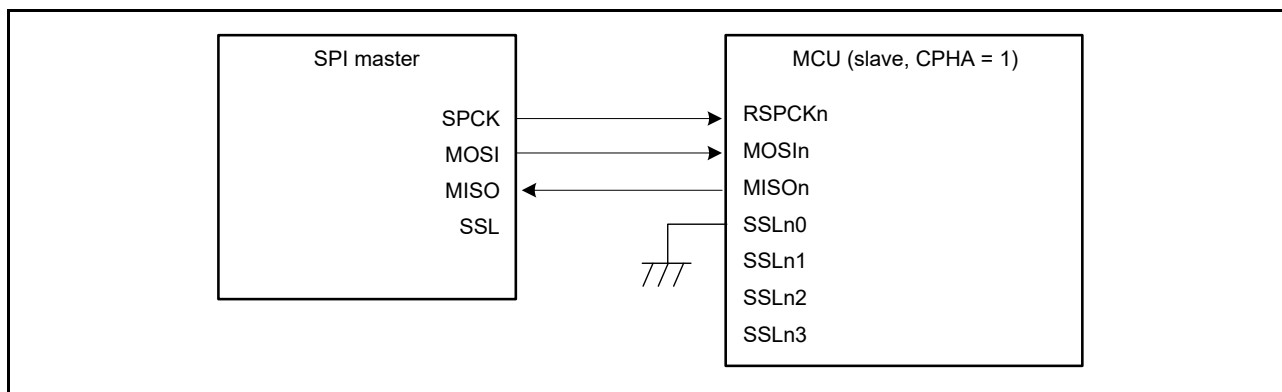 SPI master
SPCK
MOSI
MISO
SSL
MCU (slave, CPHA = 1)
RSPCKn
MOSIn
MISOn
SSLn0
SSLn1
SSLn2
SSLn3